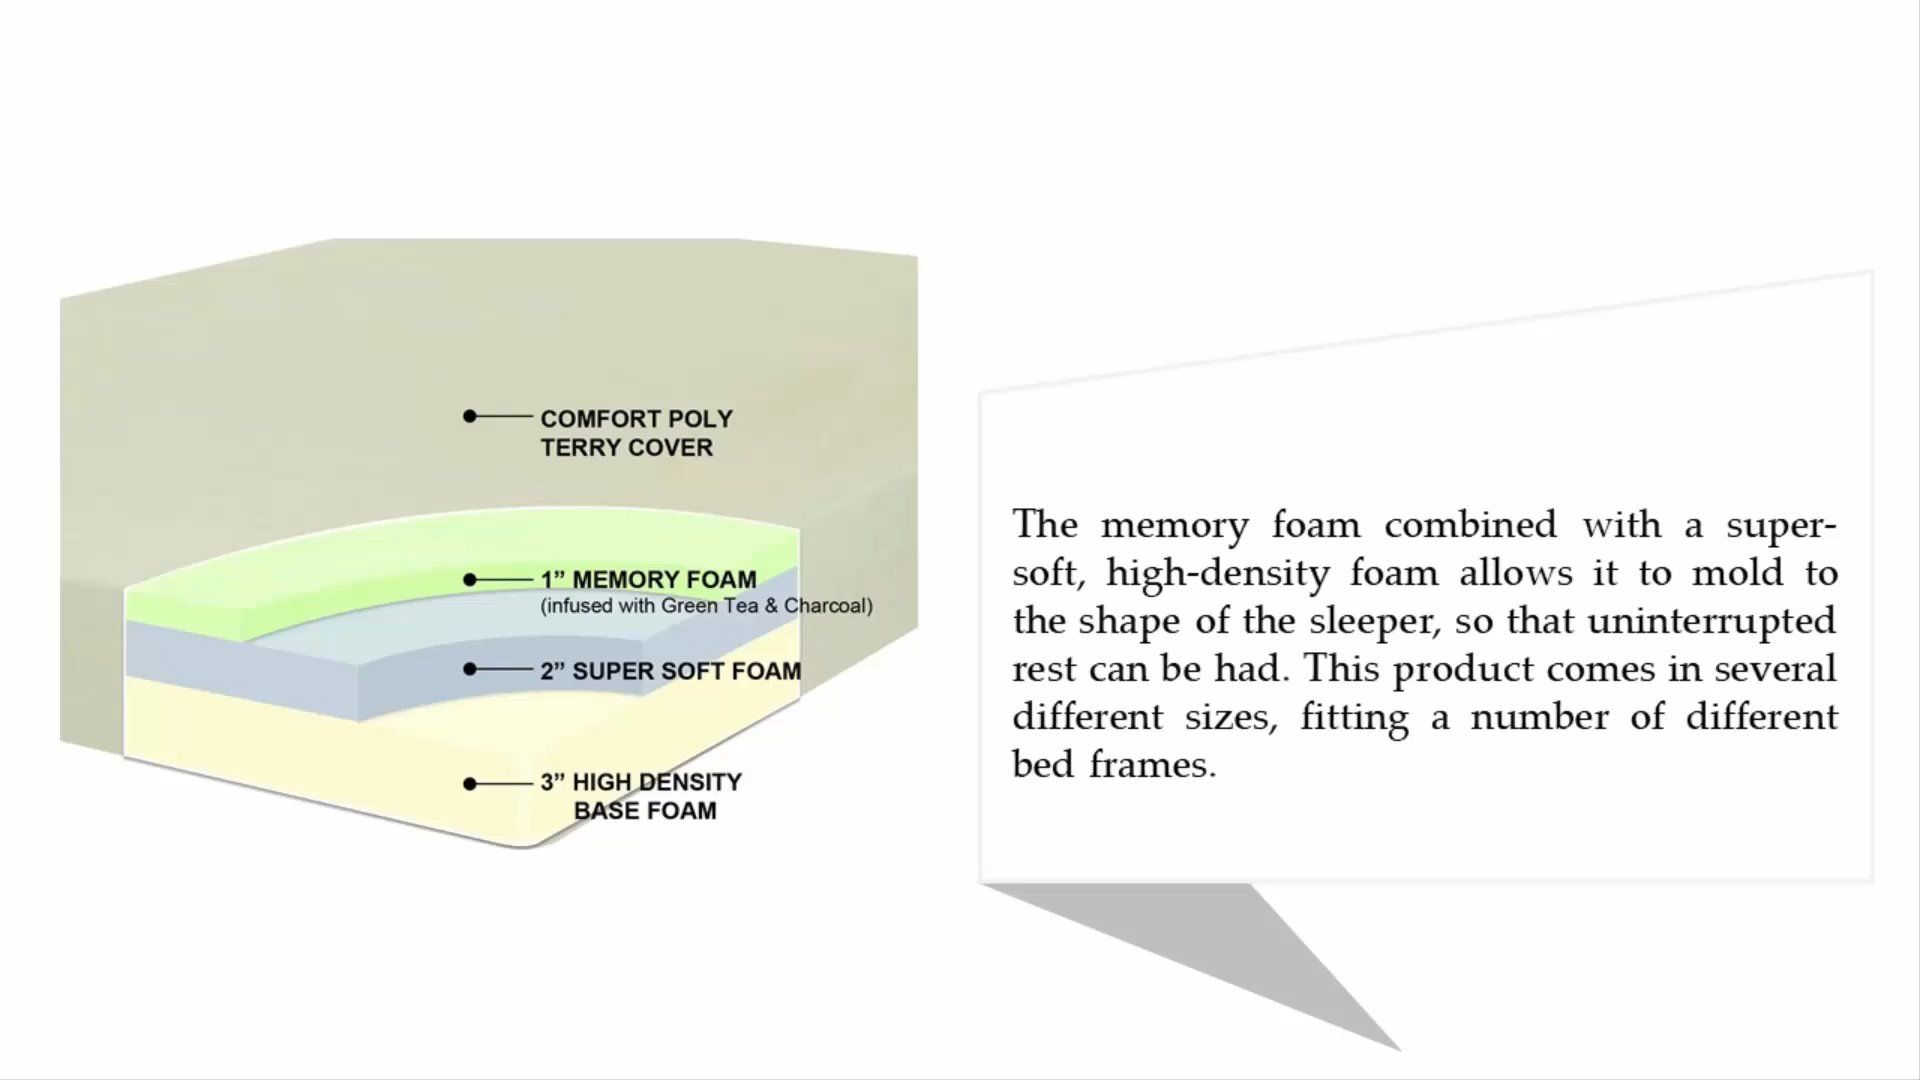 COMFORT POLY
TERRY COVER
1” MEMORY FOAM
(infused with Green Tea & Charcoal)
2” SUPER SOFT FOAM
3” HIGH DENSITY
BASE FOAM
The memory foam combined with a super-
soft, high-density foam allows it to mold to
the shape of the sleeper, so that uninterrupted
rest can be had. This product comes in several
different sizes, fitting a number of different
bed frames.